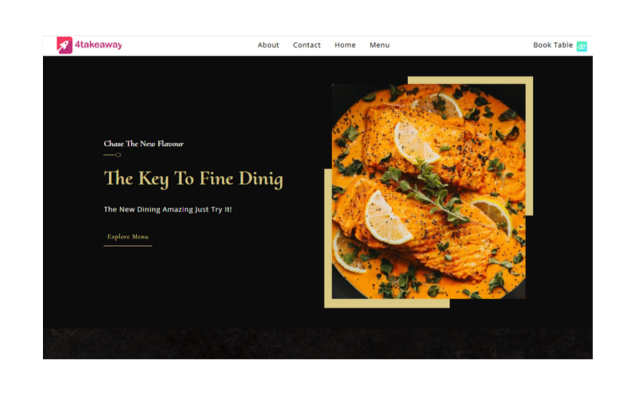 4takeaway
About Contact Home Menu
Book Table æ
Chase The New Flavour
The Key To Fine Dinig
The New Dining Amazing Just Try It!
Explore Menu